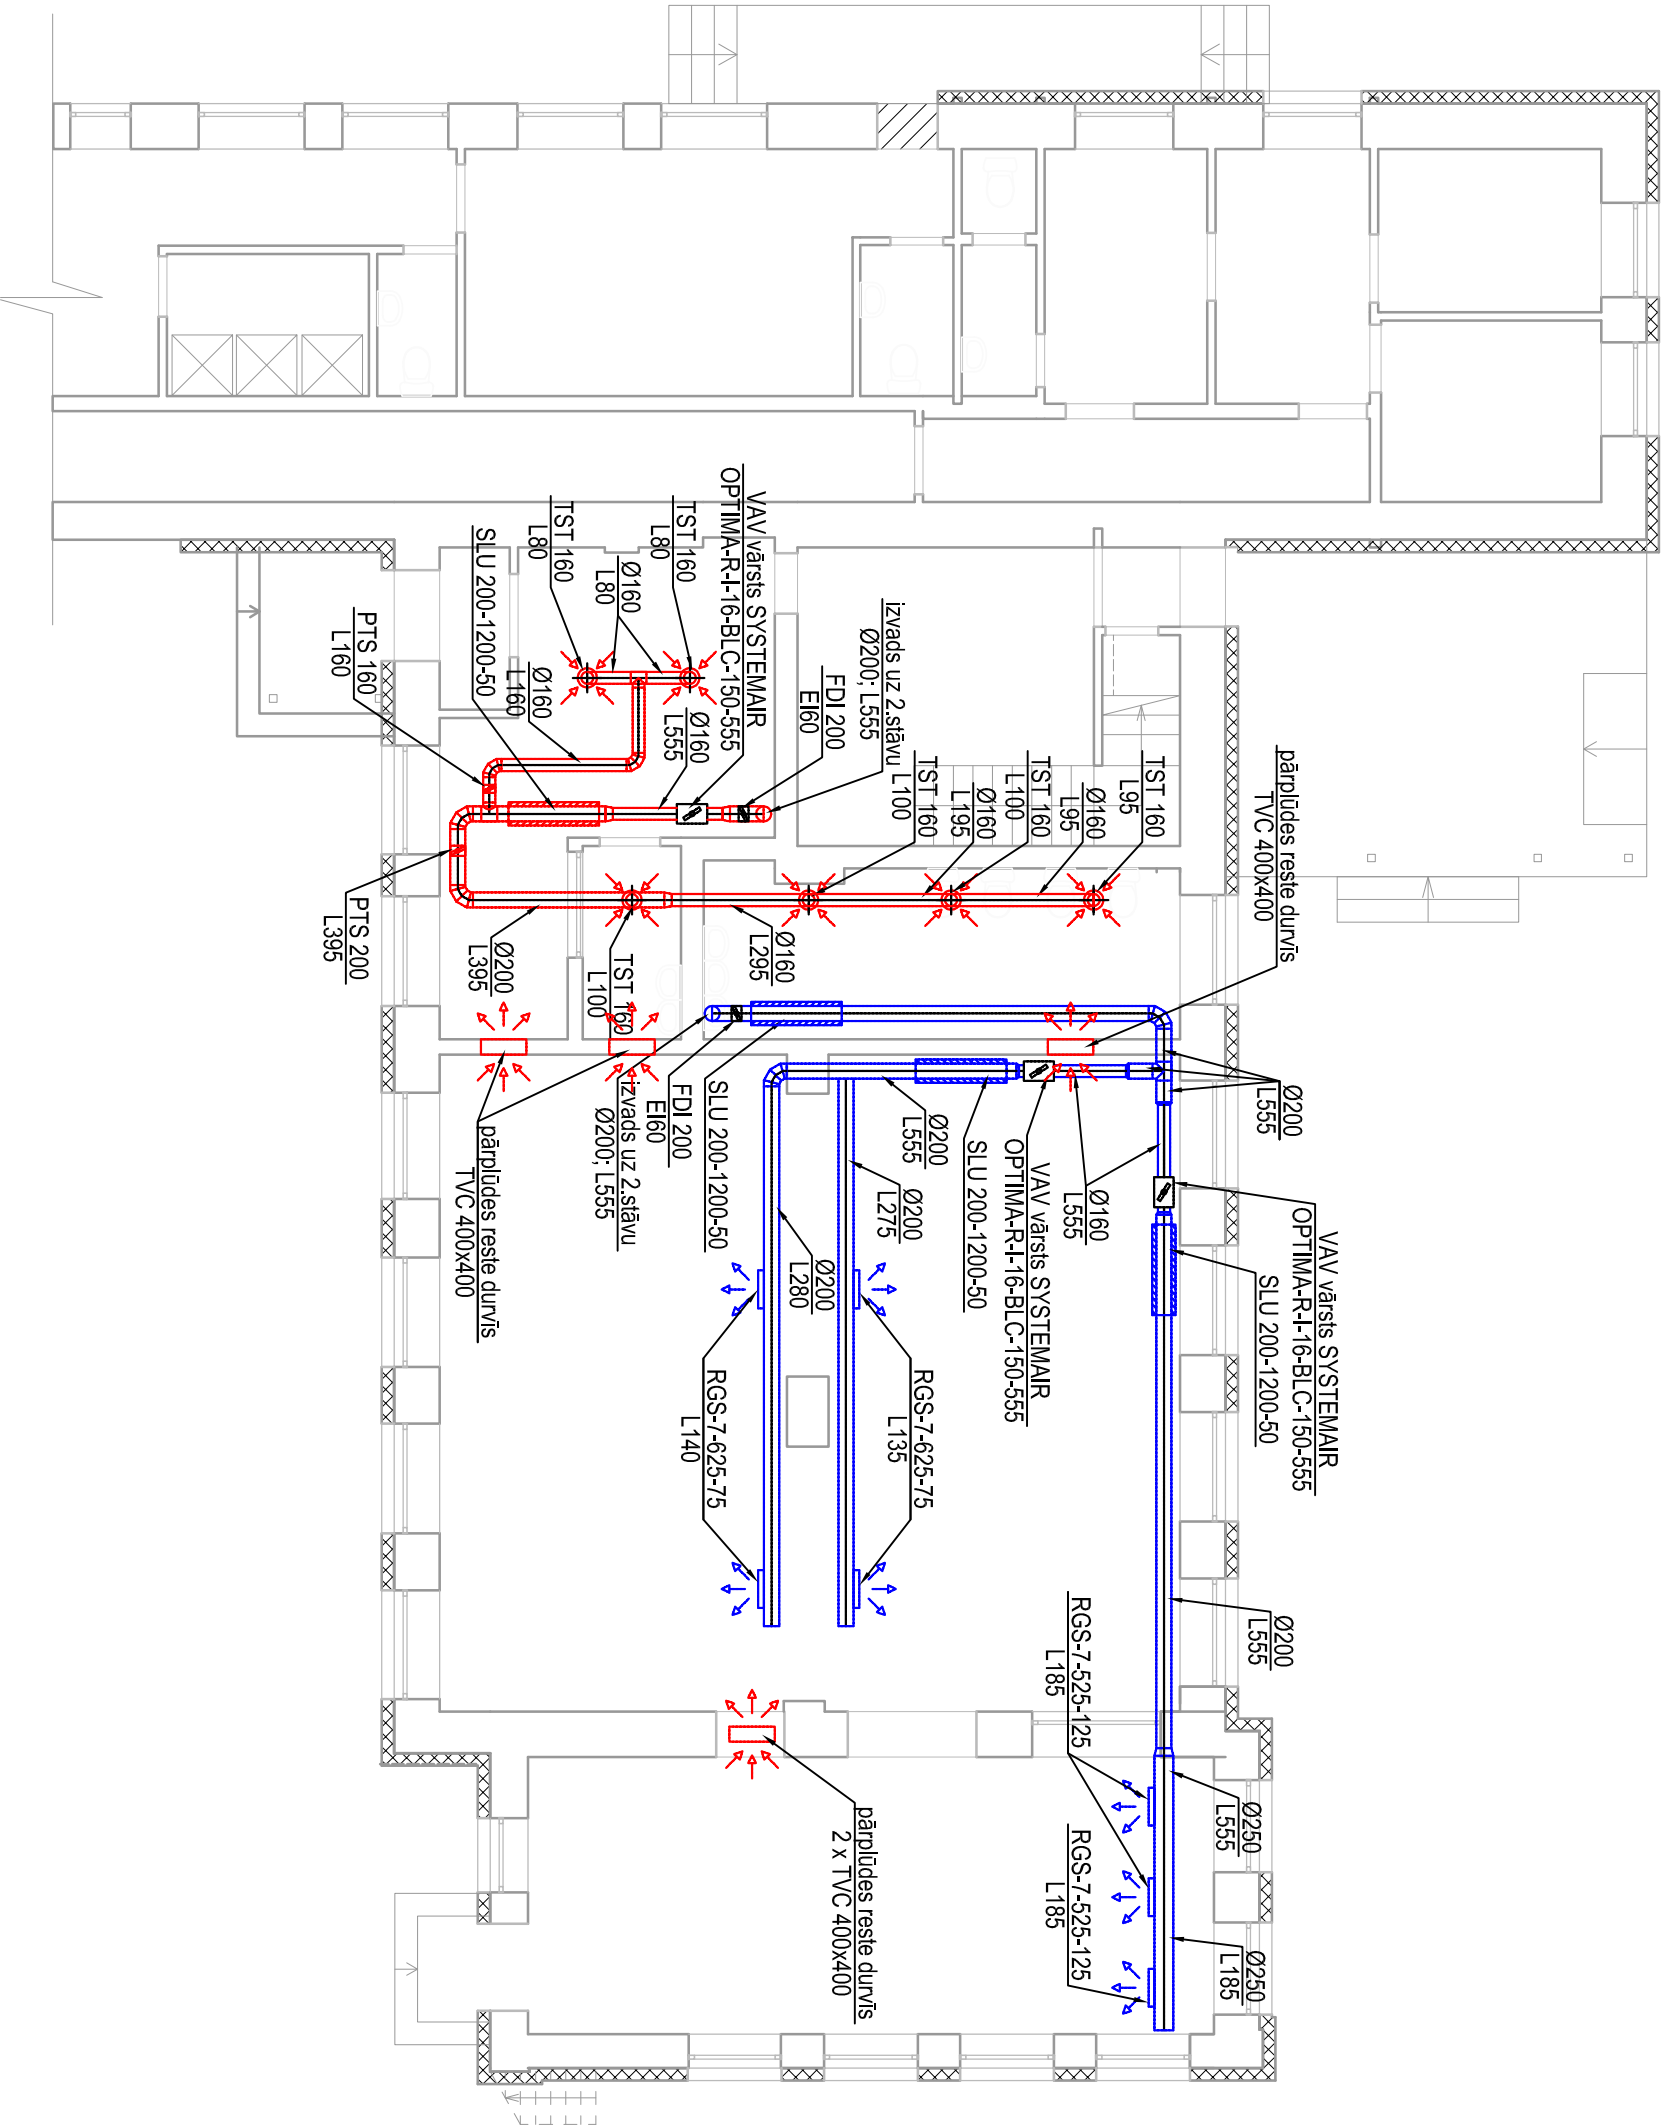 VAV vārsts SYSTEMAIR
OPTIMA-R-I-16-BLC-150-555
TST 160
L80
Ø160
L80
TST 160
L80
SLU 200-1200-50
Ø160
L160
PTS 160
L160
Ø160
L555
FDI 200
EI60
izvads uz 2.stāvu
Ø200; L555
TST 160
L95
Ø160
L95
TST 160
L100
Ø160
L195
TST 160
L100
pārplūdes reste durvīs
TVC 400x400
Ø160
L295
TST 160
L100
Ø200
L395
PTS 200
L395
Ø200
L555
VAV vārsts SYSTEMAIR
OPTIMA-R-I-16-BLC-150-555
SLU 200-1200-50
Ø160
L555
VAV vārsts SYSTEMAIR
OPTIMA-R-I-16-BLC-150-555
SLU 200-1200-50
Ø200
L555
Ø200
L275
Ø200
L280
SLU 200-1200-50
FDI 200
EI60
izvads uz 2.stāvu
Ø200; L555
pārplūdes reste durvīs
TVC 400x400
RGS-7-625-75
L135
RGS-7-625-75
L140
Ø200
L555
RGS-7-525-125
L185
RGS-7-525-125
L185
Ø250
L555
Ø250
L185
pārplūdes reste durvīs
2 x TVC 400x400